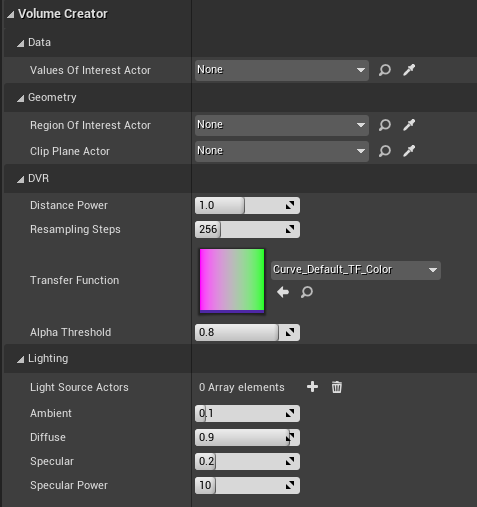 Volume Creator
Data
Values Of Interest Actor None
Geometry
Region Of Interest Actor None
Clip Plane Actor None
DVR
Distance Power 1.0
Resampling Steps 256
Transfer Function Curve_Default_TF_Color
Alpha Threshold 0.8
Lighting
Light Source Actors 0 Array elements
Ambient 0.1
Diffuse 0.9
Specular 0.2
Specular Power 10